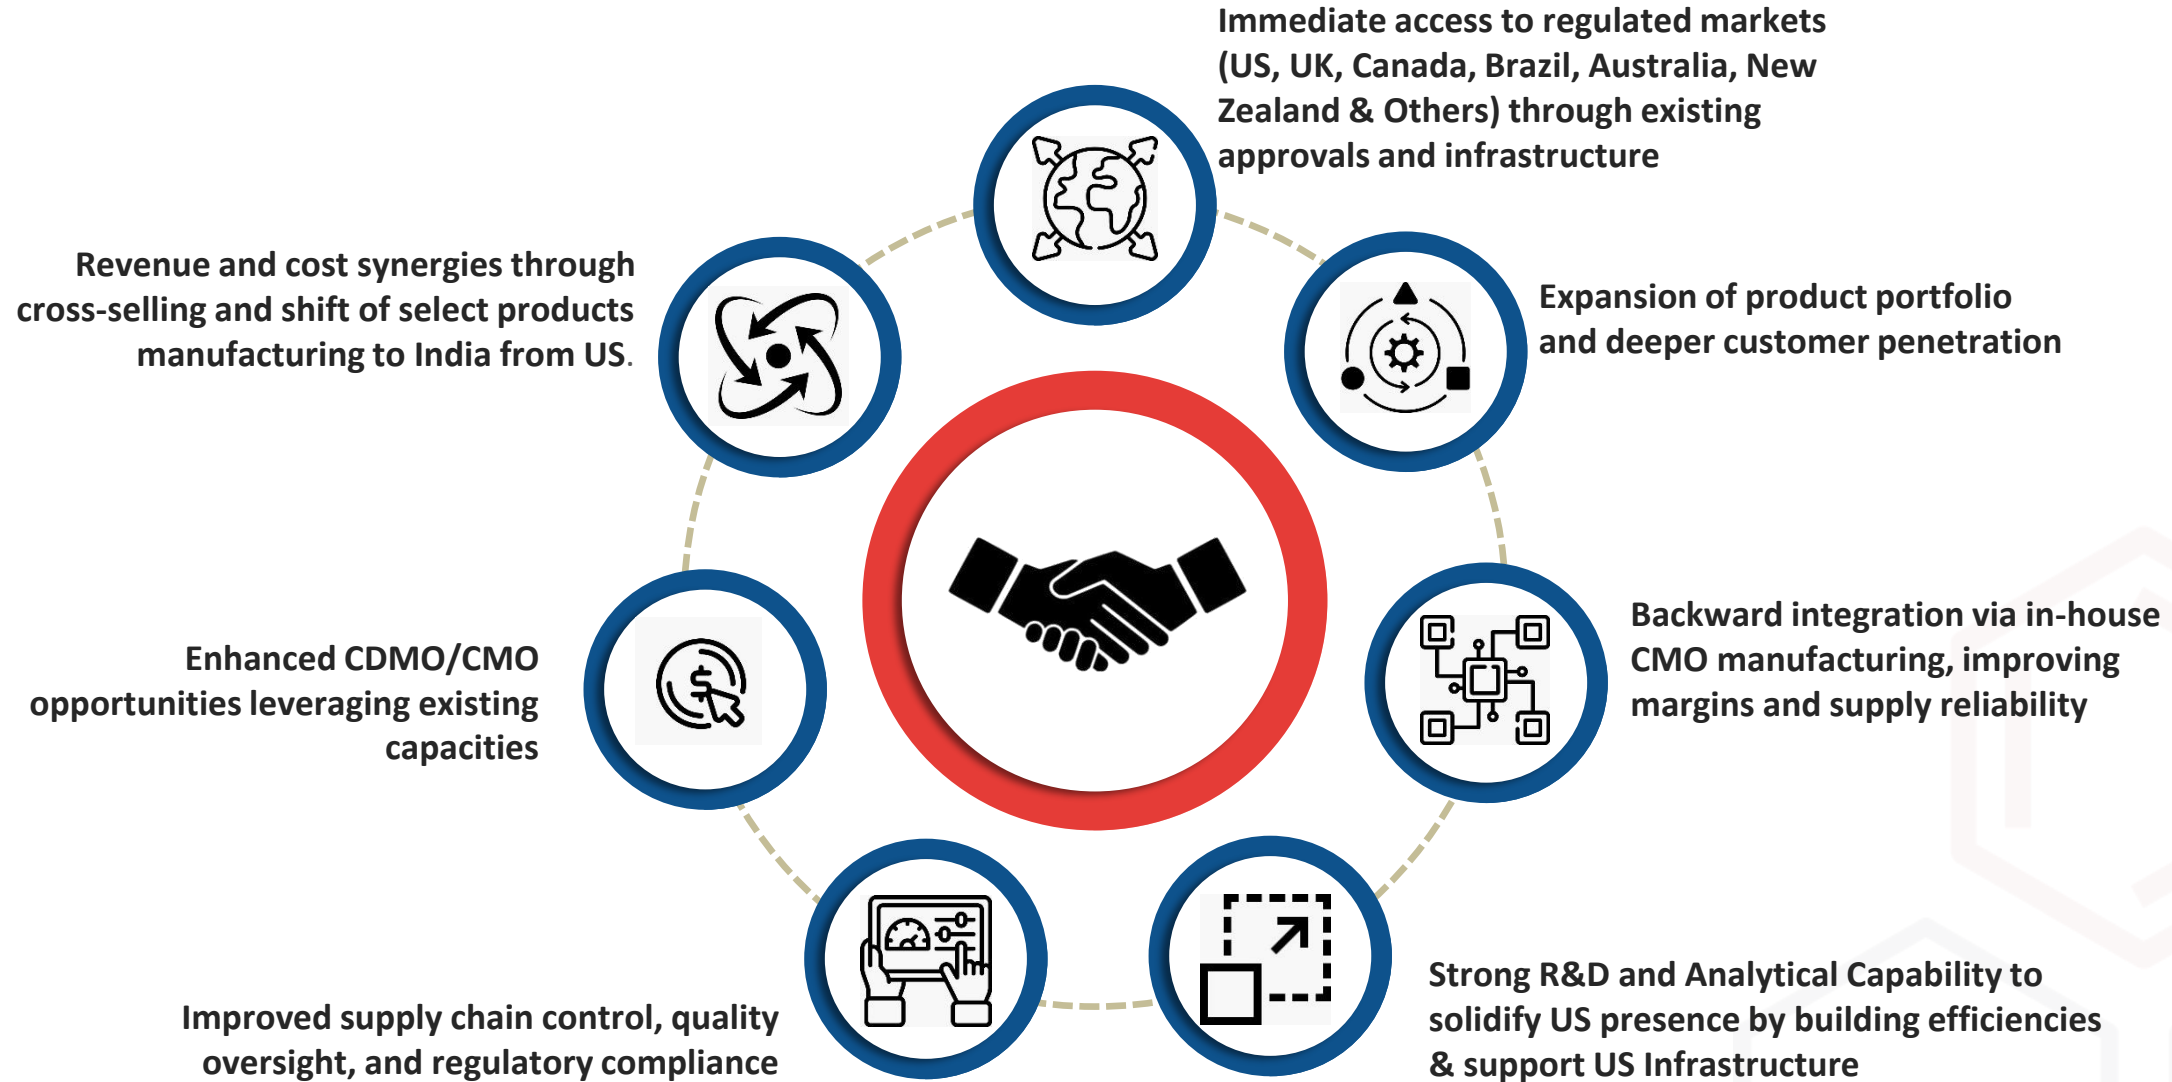 Immediate access to regulated markets
(US, UK, Canada, Brazil, Australia, New
Zealand & Others) through existing
approvals and infrastructure
Expansion of product portfolio
and deeper customer penetration
Backward integration via in-house
CMO manufacturing, improving
margins and supply reliability
Strong R&D and Analytical Capability to
solidify US presence by building efficiencies
& support US Infrastructure
Improved supply chain control, quality
oversight, and regulatory compliance
Enhanced CDMO/CMO
opportunities leveraging existing
capacities
Revenue and cost synergies through
cross-selling and shift of select products
manufacturing to India from US.
$